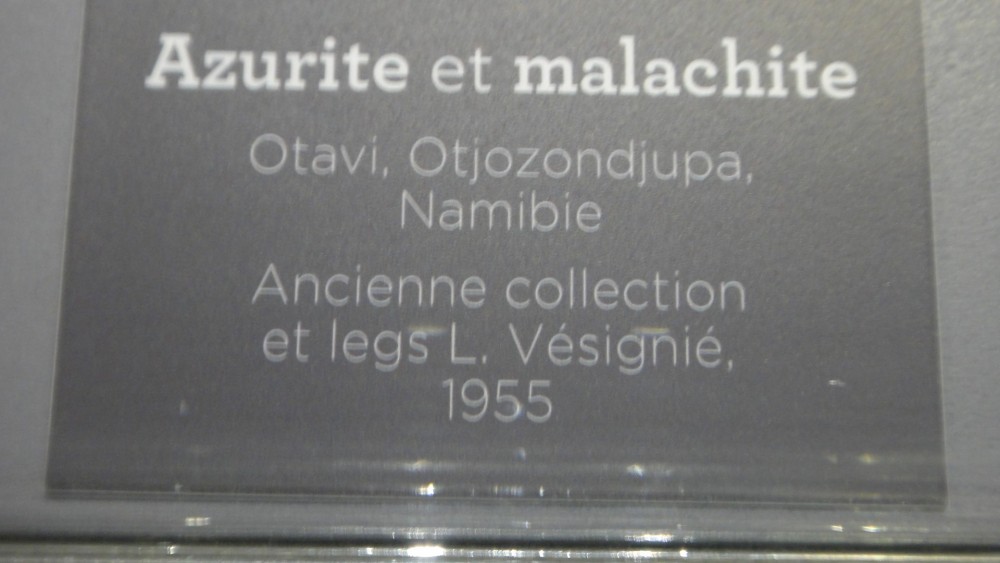 Azurite et malachite
Otavi, Otjozondjupa,
Namibie
Ancienne collection
et legs L. Vésignié,
1955